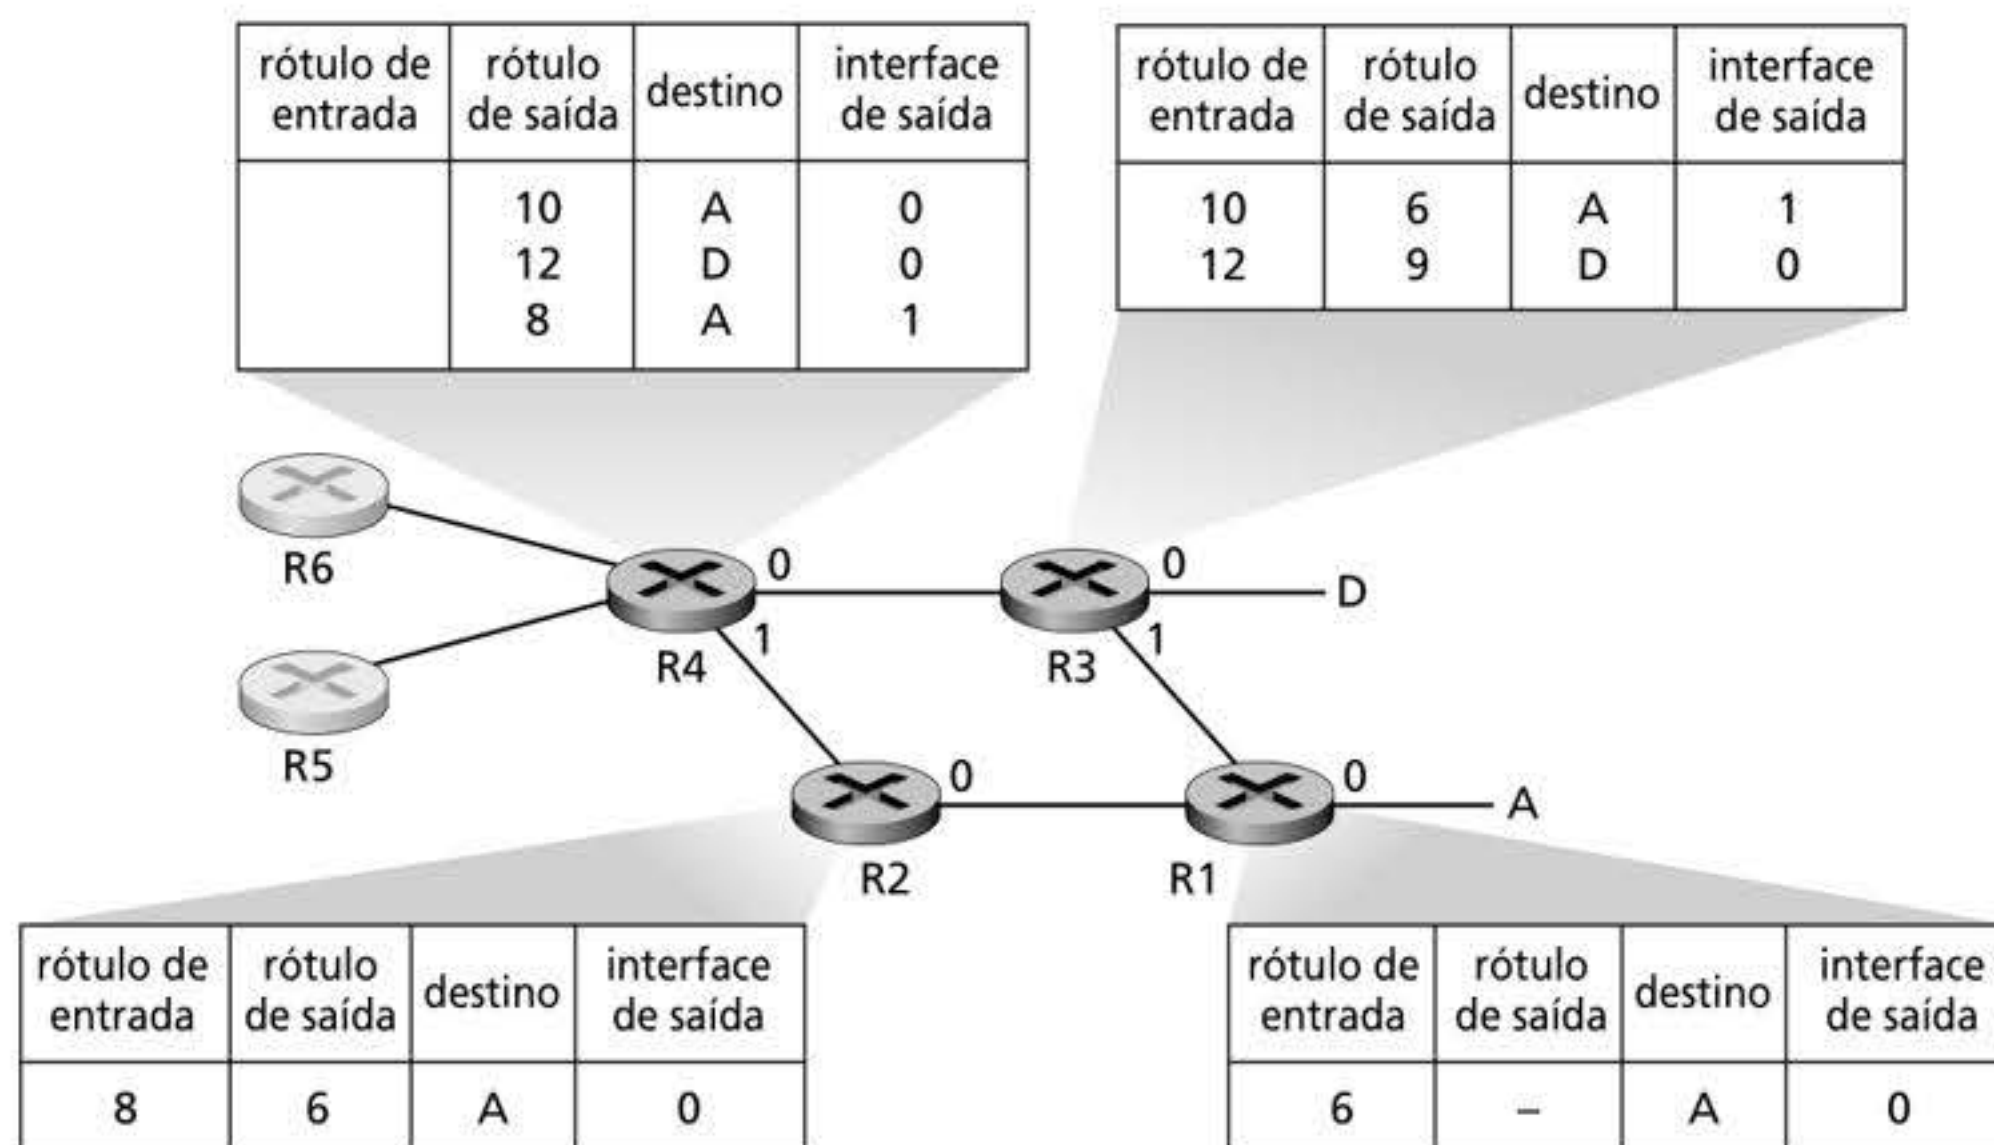 rótulo de entrada
rótulo de saída
destino
interface de saída
10 A 0
12 D 0
8 A 1
rótulo de entrada
rótulo de saída
destino
interface de saída
10 6 A 1
12 9 D 0
R6
R5
R4
0
1
R3
0
1
D
R2
0
R1
0
A
rótulo de entrada
rótulo de saída
destino
interface de saída
8 6 A 0
rótulo de entrada
rótulo de saída
destino
interface de saída
6 – A 0